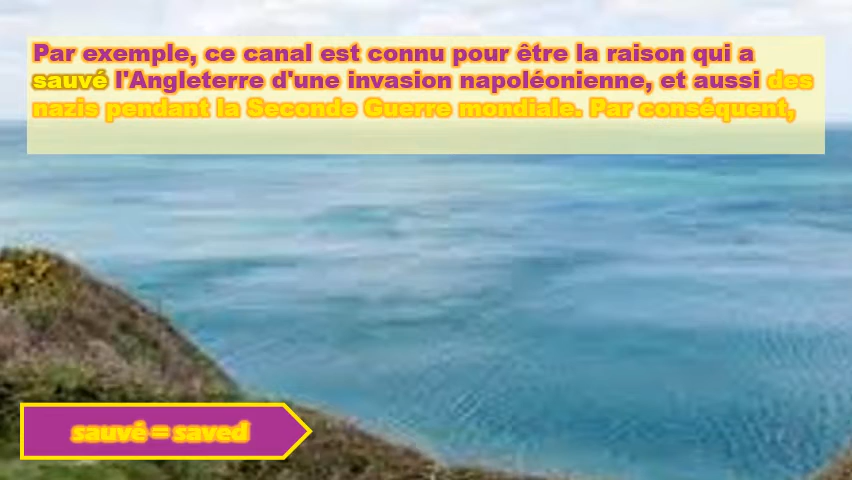 Par exemple, ce canal est connu pour être la raison qui a
sauvé l'Angleterre d'une invasion napoléonienne, et aussi des
nazis pendant la Seconde Guerre mondiale. Par conséquent,
sauvé = saved